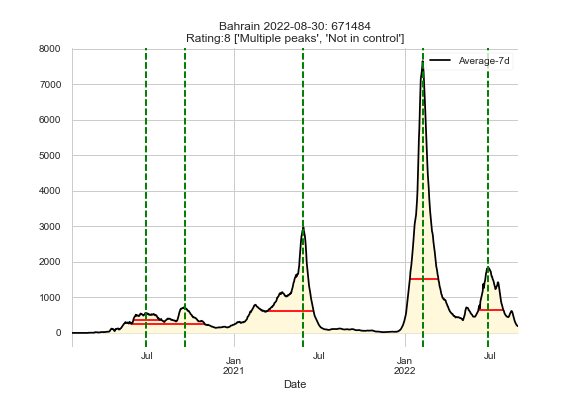 Bahrain 2022-08-30: 671484
Rating:8 ['Multiple peaks', 'Not in control']
Average-7d
8000
7000
6000
5000
4000
3000
2000
1000
0
Jul
Jan
2021
Jul
Jan
2022
Jul
Date